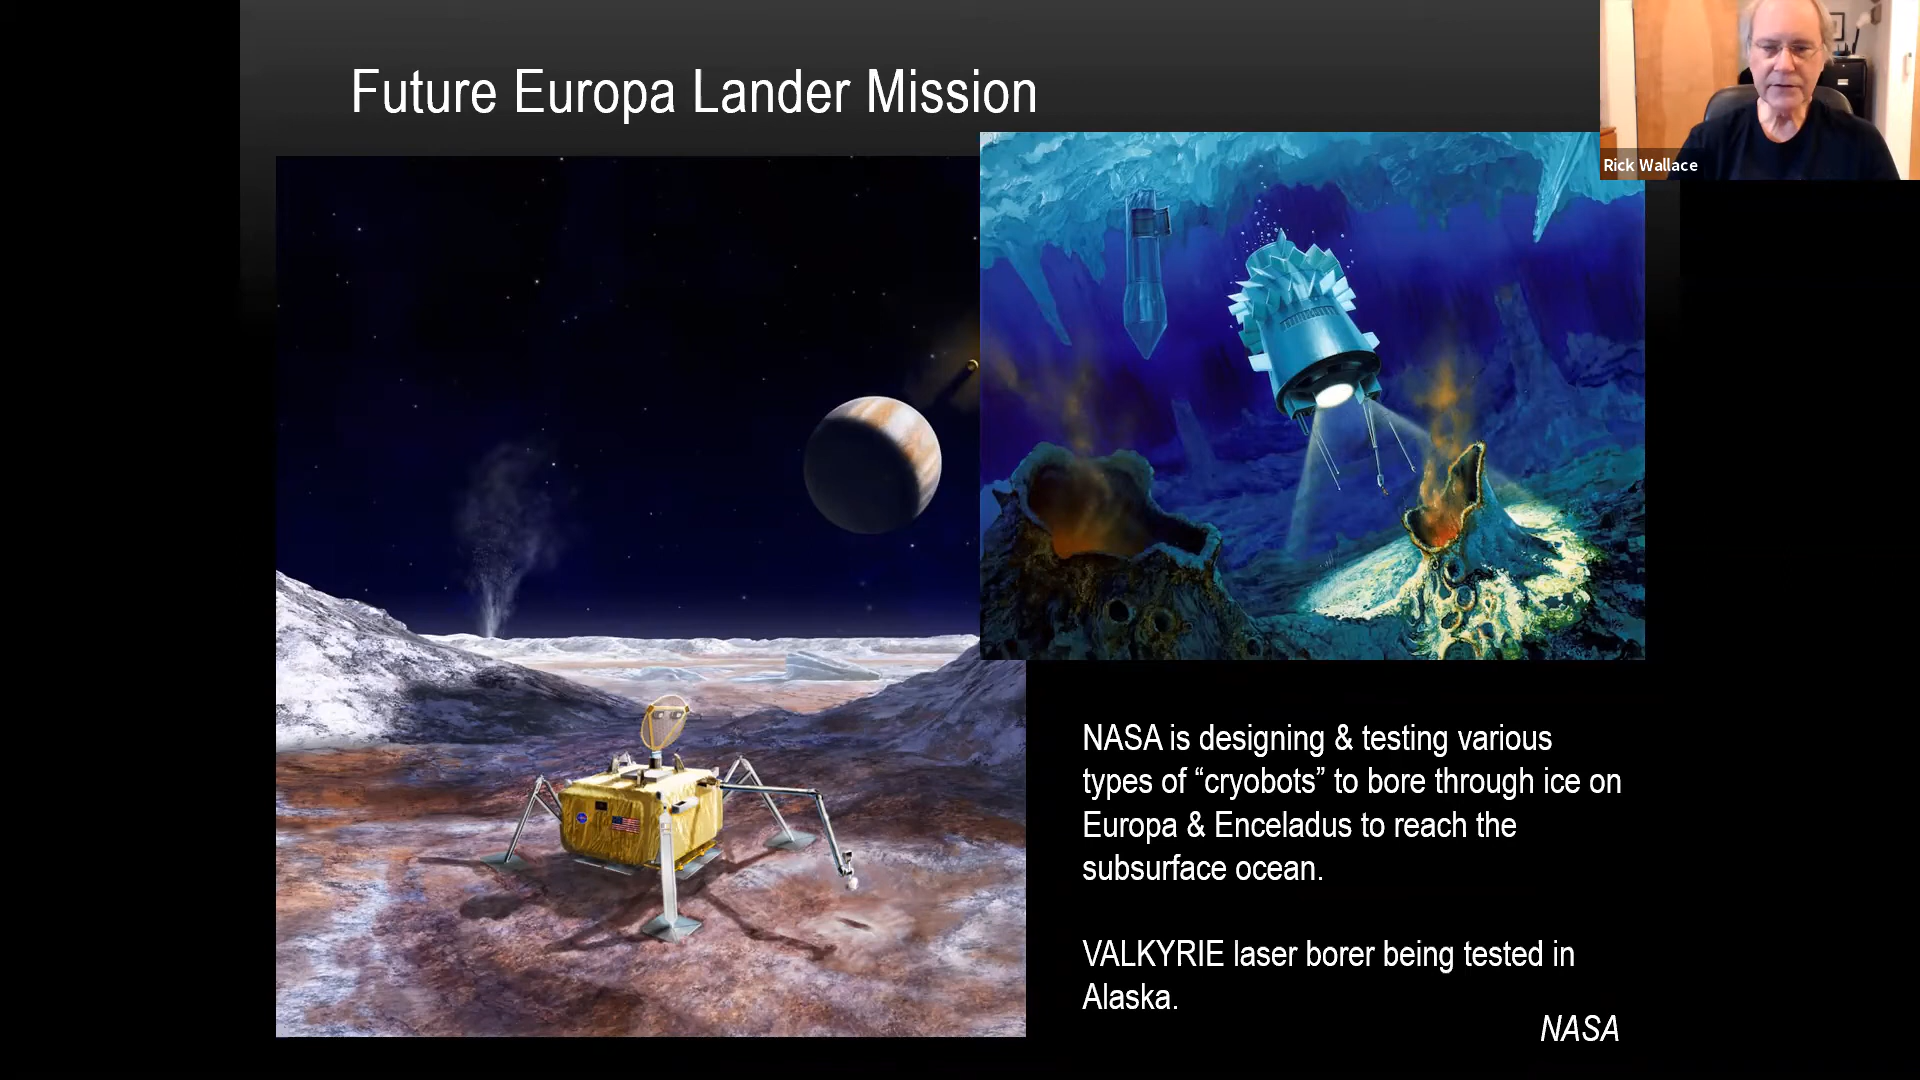 Future Europa Lander Mission
Rick Wallace
NASA is designing & testing various
types of “cryobots” to bore through ice on
Europa & Enceladus to reach the
subsurface ocean.
VALKYRIE laser borer being tested in
Alaska.
NASA